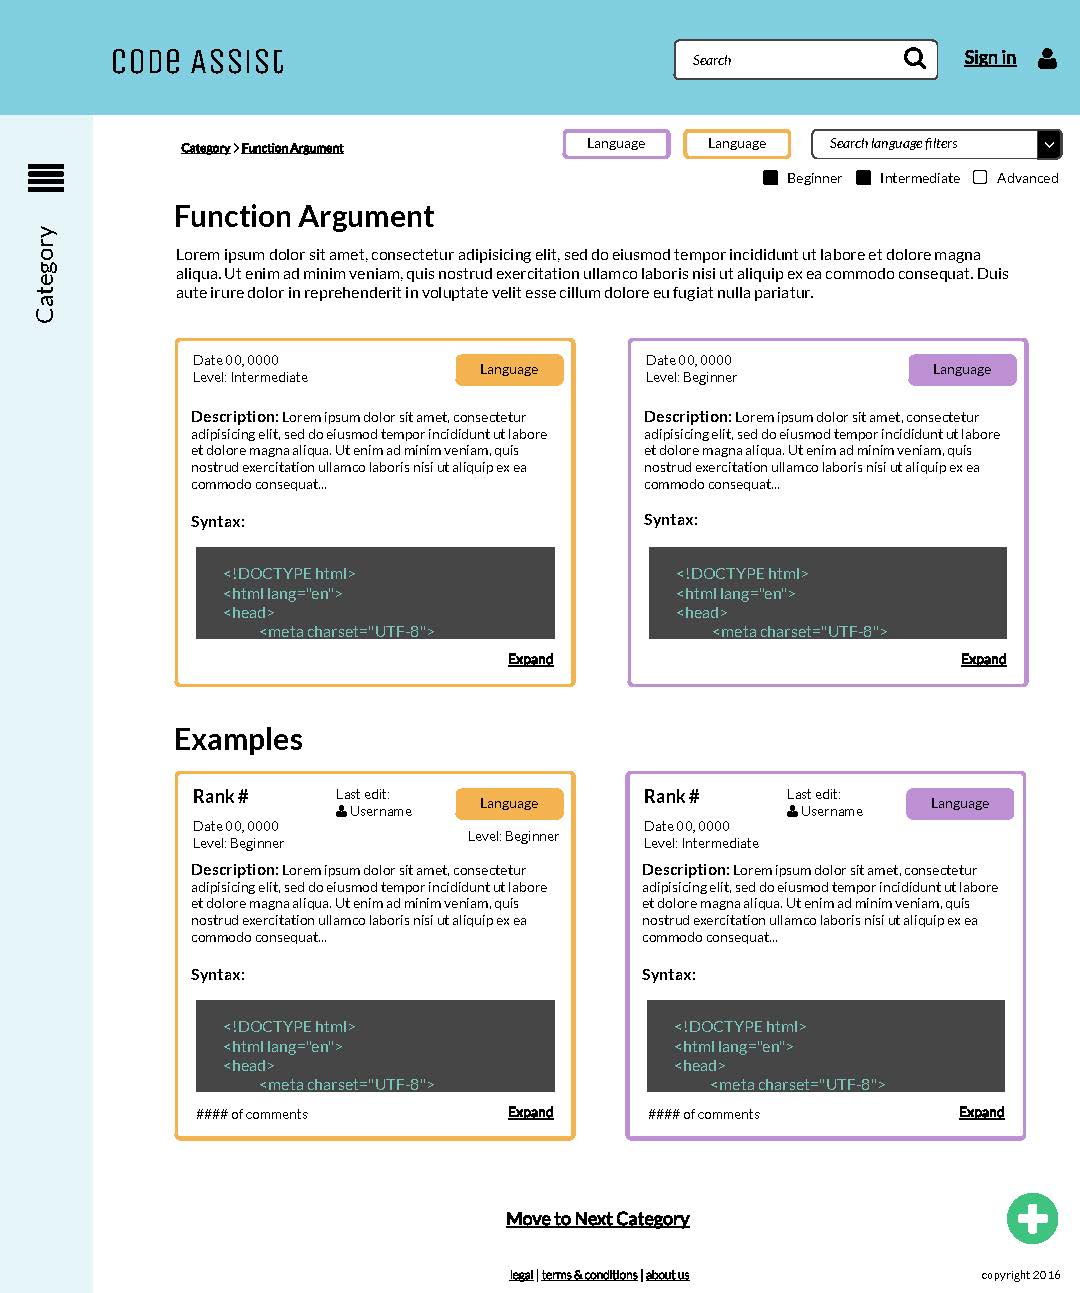 CODE ASSIST
Search
Sign in
Category > Function Argument
Language
Language
Search language filters
Beginner
Intermediate
Advanced
Category
Function Argument
Lorem ipsum dolor sit amet, consectetur adipisicing elit, sed do eiusmod tempor incididunt ut labore et dolore magna
aliqua. Ut enim ad minim veniam, quis nostrud exercitation ullamco laboris nisi ut aliquip ex ea commodo consequat. Duis
aute irure dolor in reprehenderit in voluptate velit esse cillum dolore eu fugiat nulla pariatur.
Date 00, 0000
Level: Intermediate
Language
Description: Lorem ipsum dolor sit amet, consectetur
adipisicing elit, sed do eiusmod tempor incididunt ut labore
et dolore magna aliqua. Ut enim ad minim veniam, quis
nostrud exercitation ullamco laboris nisi ut aliquip ex ea
commodo consequat...
Syntax:
<!DOCTYPE html>
<html lang="en">
<head>
<meta charset="UTF-8">
Expand
Date 00, 0000
Level: Beginner
Language
Description: Lorem ipsum dolor sit amet, consectetur
adipisicing elit, sed do eiusmod tempor incididunt ut labore
et dolore magna aliqua. Ut enim ad minim veniam, quis
nostrud exercitation ullamco laboris nisi ut aliquip ex ea
commodo consequat...
Syntax:
<!DOCTYPE html>
<html lang="en">
<head>
<meta charset="UTF-8">
Expand
Examples
Rank #
Last edit:
Username
Language
Date 00, 0000
Level: Beginner
Level: Beginner
Description: Lorem ipsum dolor sit amet, consectetur
adipisicing elit, sed do eiusmod tempor incididunt ut labore
et dolore magna aliqua. Ut enim ad minim veniam, quis
nostrud exercitation ullamco laboris nisi ut aliquip ex ea
commodo consequat...
Syntax:
<!DOCTYPE html>
<html lang="en">
<head>
<meta charset="UTF-8">
#### of comments
Expand
Rank #
Last edit:
Username
Language
Date 00, 0000
Level: Intermediate
Description: Lorem ipsum dolor sit amet, consectetur
adipisicing elit, sed do eiusmod tempor incididunt ut labore
et dolore magna aliqua. Ut enim ad minim veniam, quis
nostrud exercitation ullamco laboris nisi ut aliquip ex ea
commodo consequat...
Syntax:
<!DOCTYPE html>
<html lang="en">
<head>
<meta charset="UTF-8">
#### of comments
Expand
Move to Next Category
legal | terms & conditions | about us
copyright 2016